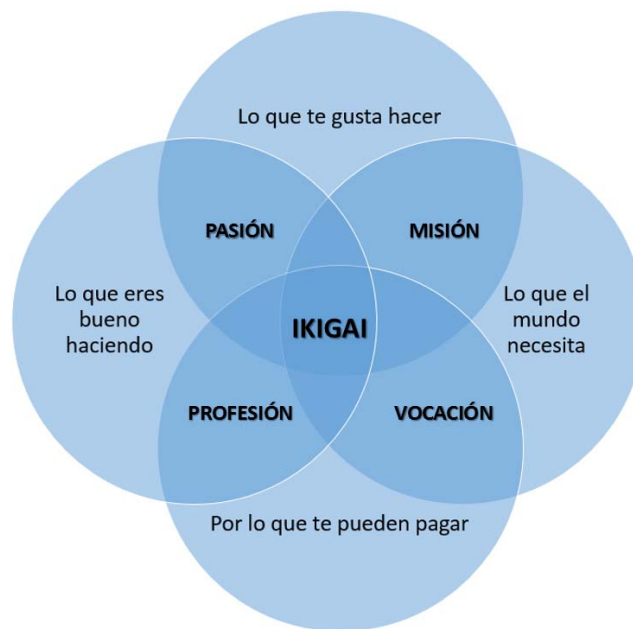 Lo que te gusta hacer
PASIÓN
MISIÓN
Lo que eres
bueno
haciendo
IKIGAI
Lo que el
mundo
necesita
PROFESIÓN
VOCACIÓN
Por lo que te pueden pagar